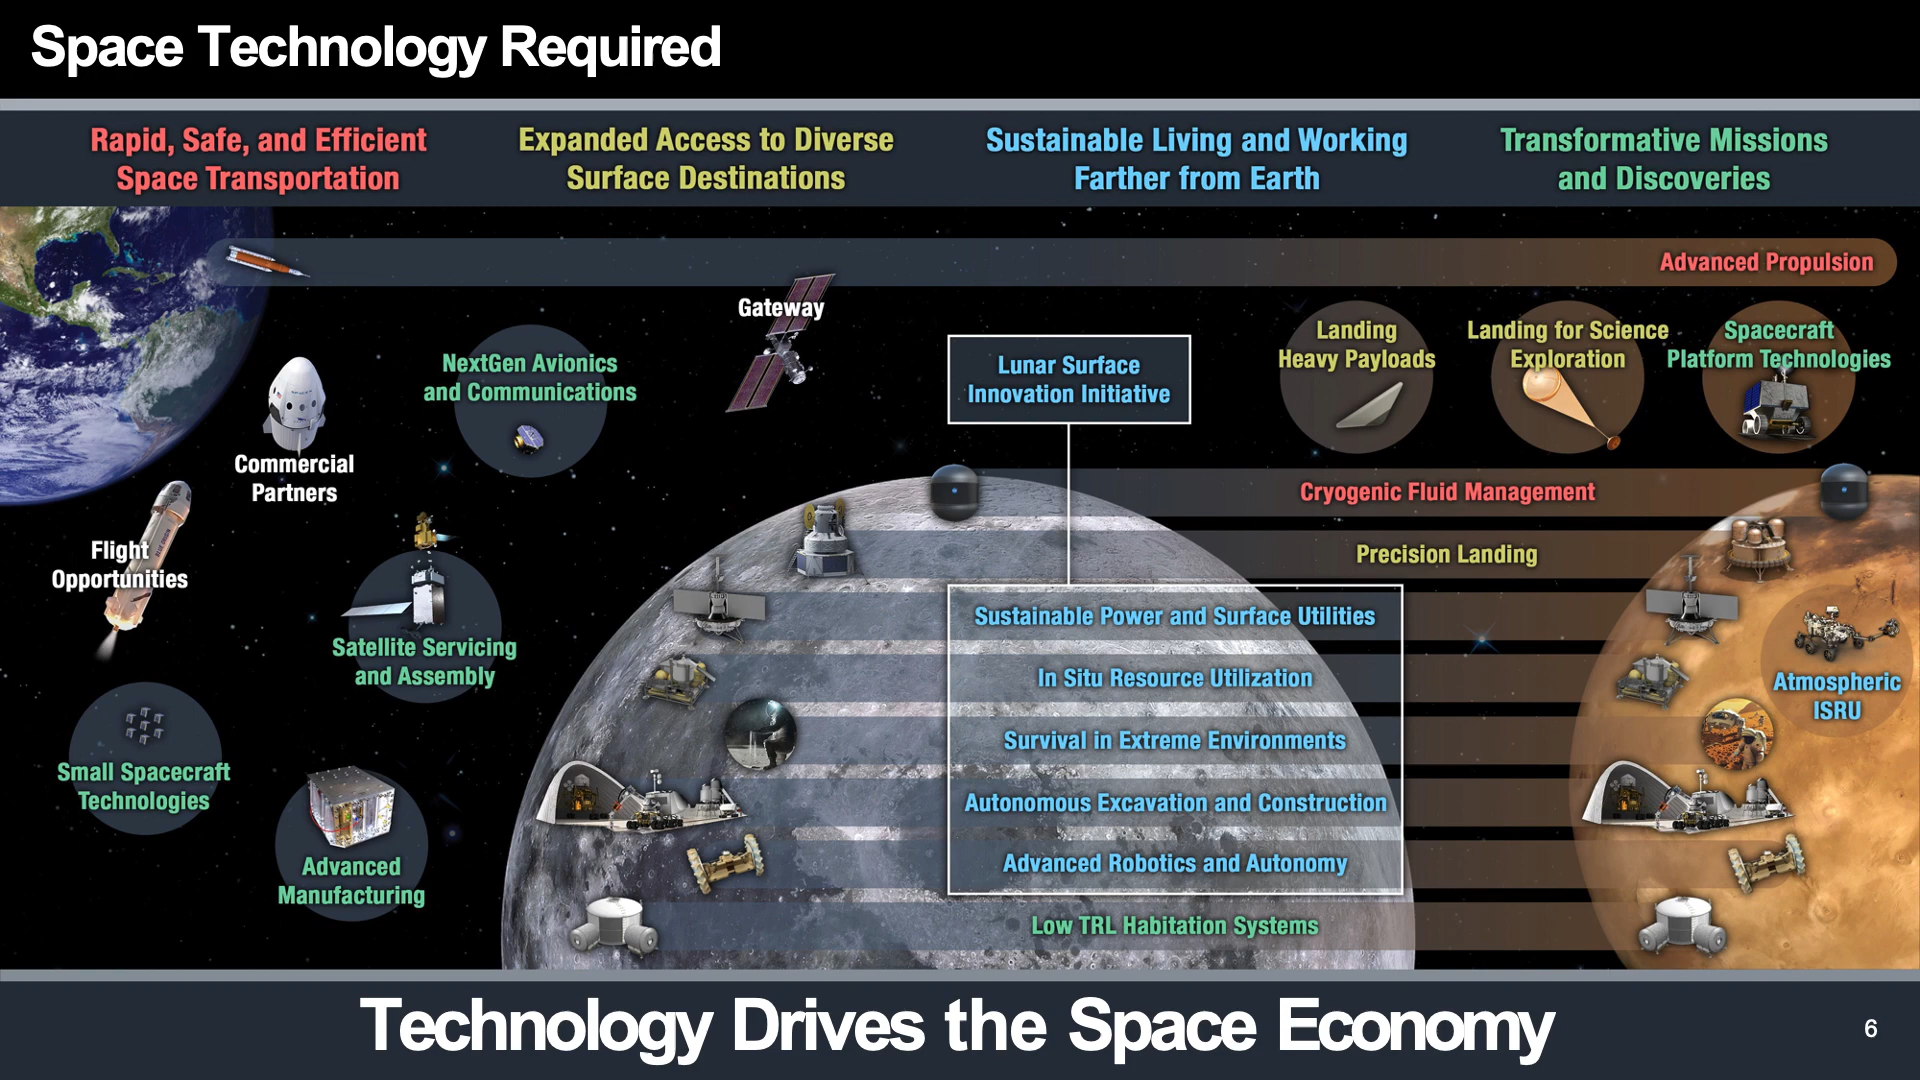 Space Technology Required
Rapid, Safe, and Efficient
Space Transportation
Expanded Access to Diverse
Surface Destinations
Sustainable Living and Working
Farther from Earth
Transformative Missions
and Discoveries
Advanced Propulsion
Gateway
Landing
Heavy Payloads
Landing for Science
Exploration
Spacecraft
Platform Technologies
NextGen Avionics
and Communications
Lunar Surface
Innovation Initiative
Commercial
Partners
Cryogenic Fluid Management
Flight
Opportunities
Precision Landing
Sustainable Power and Surface Utilities
Satellite Servicing
and Assembly
In Situ Resource Utilization
Atmospheric
ISRU
Survival in Extreme Environments
Small Spacecraft
Technologies
Autonomous Excavation and Construction
Advanced
Manufacturing
Advanced Robotics and Autonomy
Low TRL Habitation Systems
Technology Drives the Space Economy
6